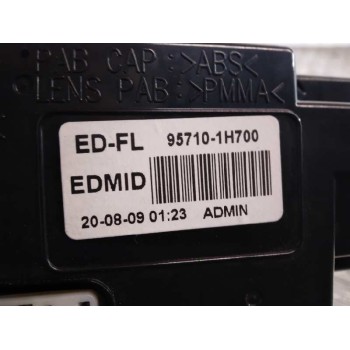 PAB CAP :>ABS<
LENS PAB:>PMMA<
ED-FL 95710-1H700
EDMID
20-08-09 01:23 ADMIN